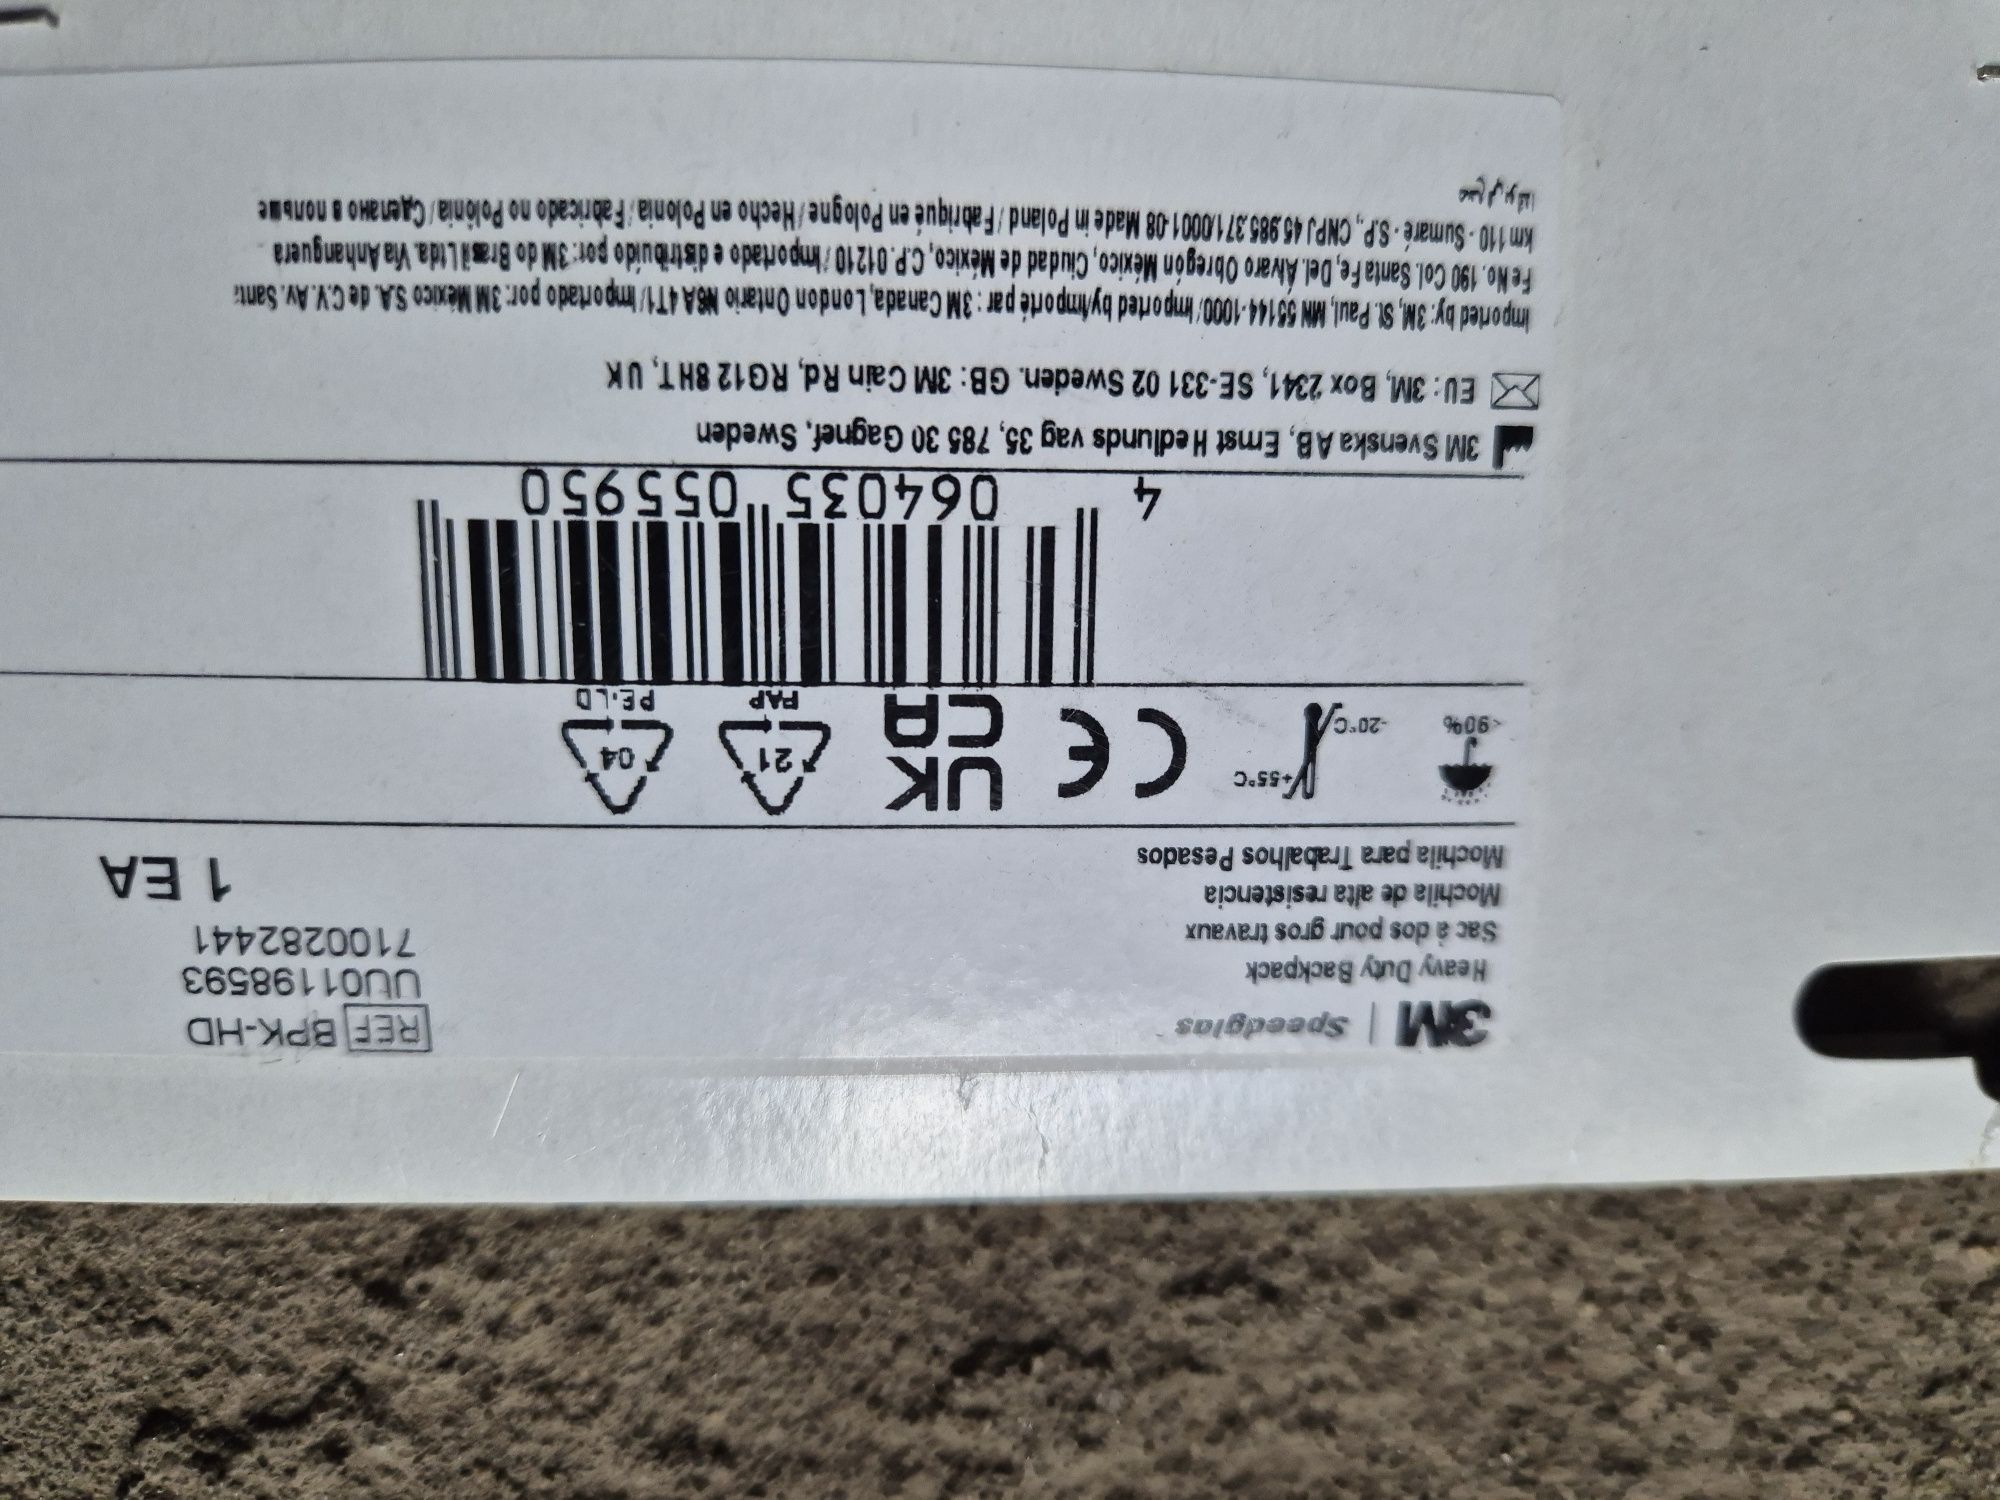 3M | Speedglas™
REF BPK-HD
UU01198593
7100282441
1 EA
Heavy Duty Backpack
Sac à dos pour gros travaux
Mochila de alta resistencia
Mochila para Trabalhos Pesados
<90%
-20°C
+55°C
CE
UK
CA
21
PAP
04
PE.LD
4 064035 055950
3M Svenska AB, Ernst Hedlunds vag 35, 785 30 Gagnef, Sweden
EU: 3M, Box 2341, SE-331 02 Sweden. GB: 3M Cain Rd, RG12 8HT, UK
Imported by: 3M, St. Paul, MN 55144-1000/Imported by/Importé par: 3M Canada, London Ontario N6A 4T1/Importado por: 3M México S.A. de C.V. Av. Santa
Fe No. 190 Col. Santa Fe, Del. Álvaro Obregón México, Ciudad de México, C.P. 01210 / Importado e distribuído por: 3M do Brasil Ltda. Via Anhanguera
km 110 - Sumaré - S.P., CNPJ 45.985.371/0001-08 Made in Poland / Fabriqué en Pologne / Hecho en Polonia / Fabricado no Polônia / Сделано в польше